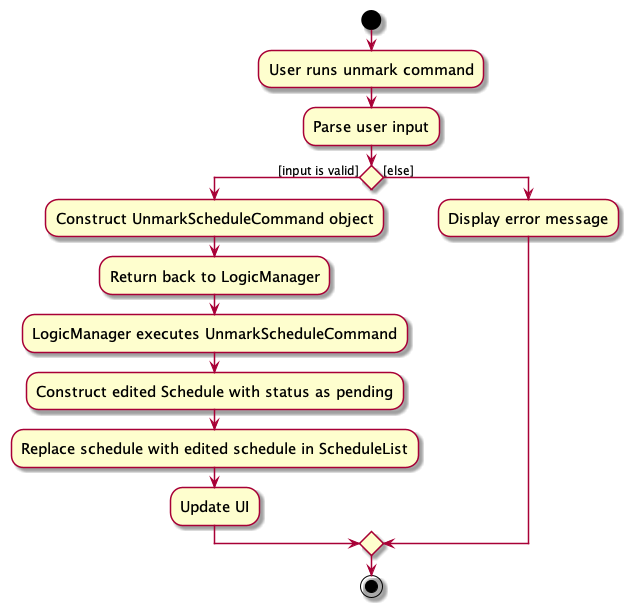 User runs unmark command
Parse user input
[input is valid]
[else]
Construct UnmarkScheduleCommand object
Display error message
Return back to LogicManager
LogicManager executes UnmarkScheduleCommand
Construct edited Schedule with status as pending
Replace schedule with edited schedule in ScheduleList
Update UI